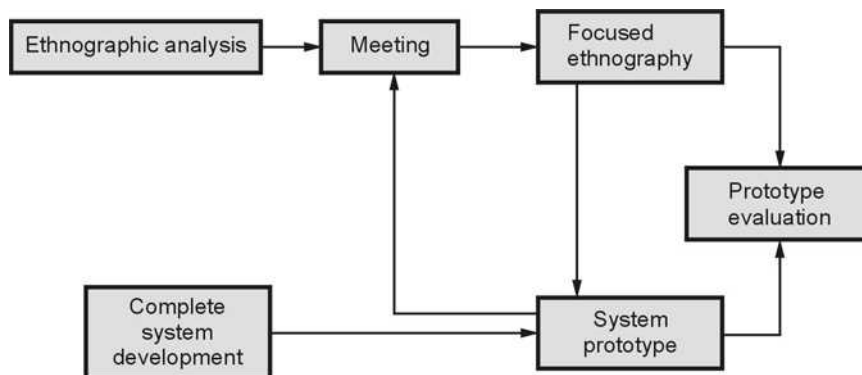 Ethnographic analysis
Meeting
Focused
ethnography
Prototype
evaluation
Complete
system
development
System
prototype